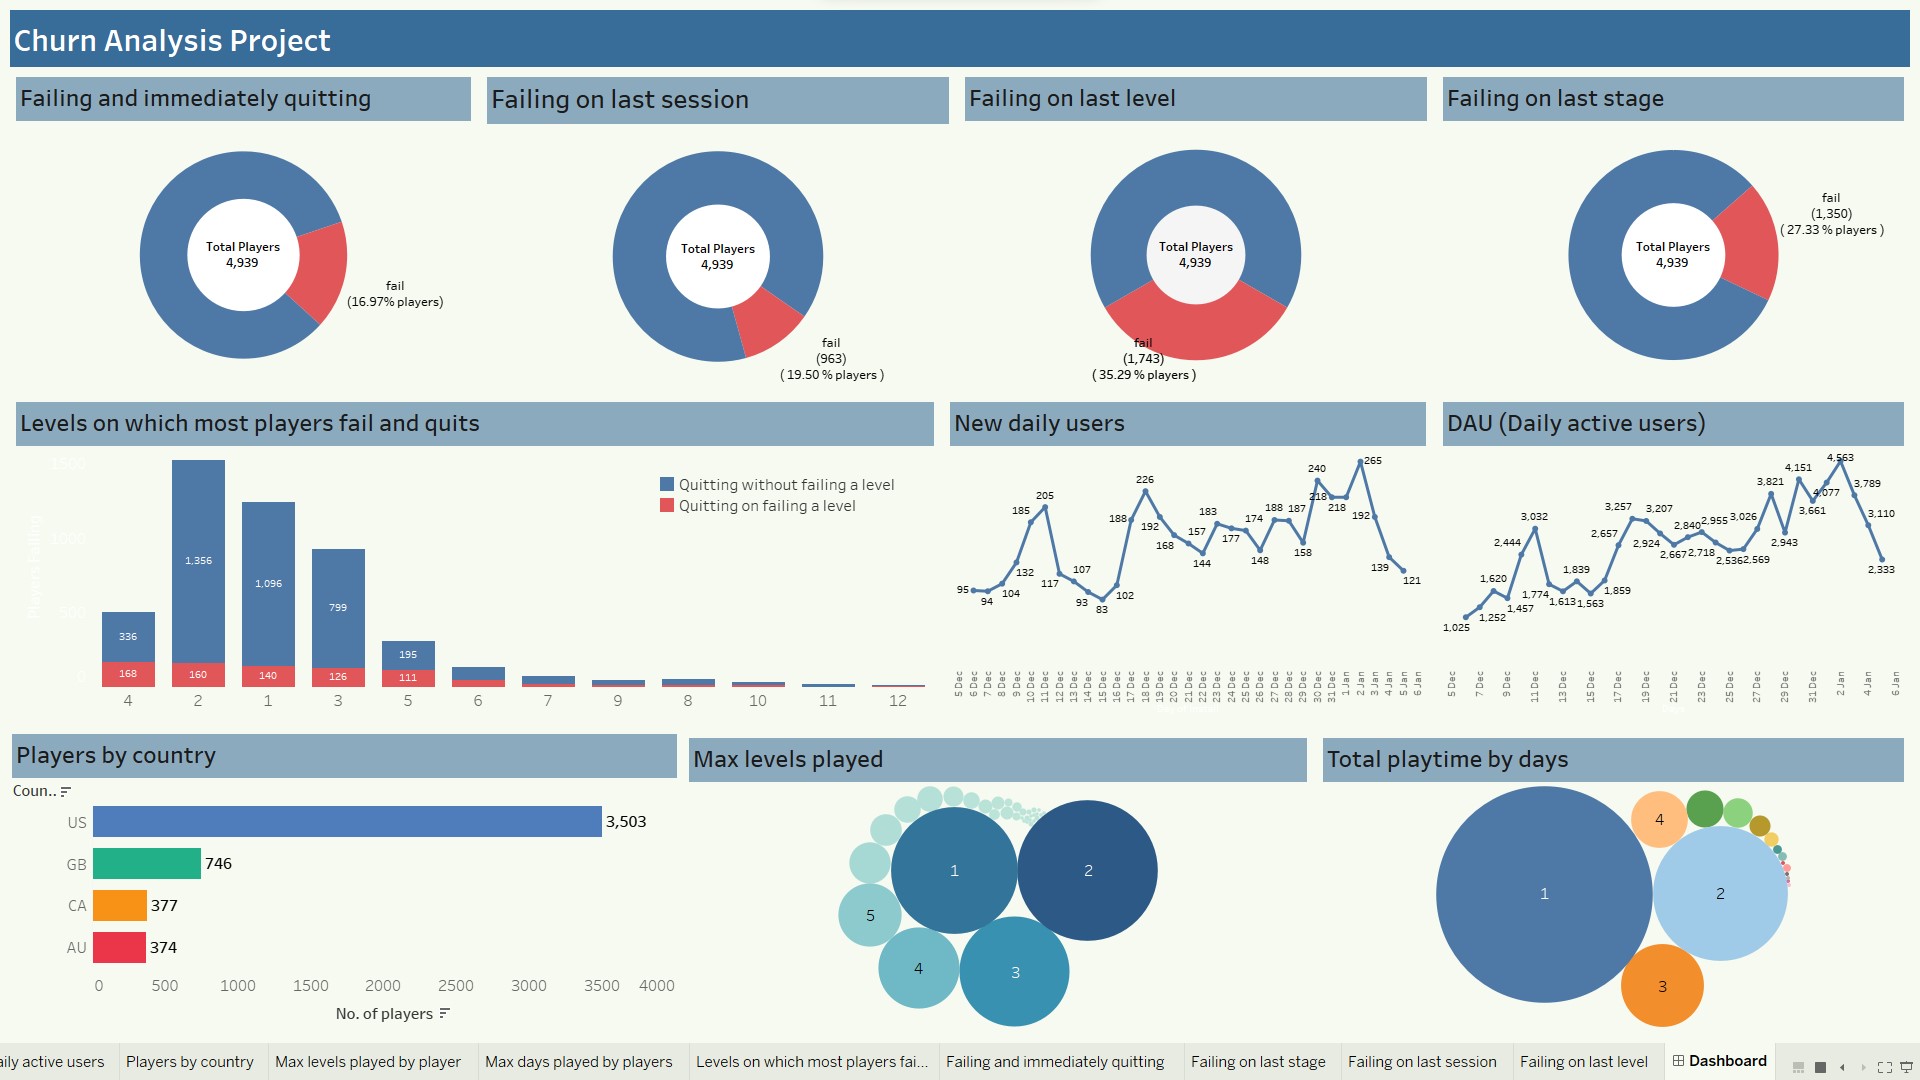 Churn Analysis Project
Failing and immediately quitting
Failing on last session
Failing on last level
Failing on last stage
Total Players
4,939
fail
(16.97% players)
Total Players
4,939
fail
(963)
( 19.50 % players )
Total Players
4,939
fail
(1,743)
( 35.29 % players )
Total Players
4,939
fail
(1,350)
( 27.33 % players )
Levels on which most players fail and quits
New daily users
DAU (Daily active users)
Players Failing
1500
1000
500
0
Quitting without failing a level
Quitting on failing a level
336
168
1,356
160
1,096
140
799
126
195
111
4 2 1 3 5 6 7 9 8 10 11 12
95
94
104
132
185
205
117
107
93
83
102
188
226
192
168
157
144
183
177
174
148
188
187
158
240
218
218
265
192
139
121
5 Dec 6 Dec 7 Dec 8 Dec 9 Dec 10 Dec 11 Dec 12 Dec 13 Dec 14 Dec 15 Dec 16 Dec 17 Dec 18 Dec 19 Dec 20 Dec 21 Dec 22 Dec 23 Dec 24 Dec 25 Dec 26 Dec 27 Dec 28 Dec 29 Dec 30 Dec 31 Dec 1 Jan 2 Jan 3 Jan 4 Jan 5 Jan 6 Jan
1,025
1,252
1,620
1,457
2,444
3,032
1,774
1,613
1,839
1,563
1,859
2,657
3,257
3,207
2,924
2,667
2,840
2,955
2,718
2,536
2,569
3,026
3,821
2,943
4,151
3,661
4,077
4,563
3,789
3,110
2,333
5 Dec 7 Dec 9 Dec 11 Dec 13 Dec 15 Dec 17 Dec 19 Dec 21 Dec 23 Dec 25 Dec 27 Dec 29 Dec 31 Dec 2 Jan 4 Jan 6 Jan
Players by country
Max levels played
Total playtime by days
Coun..
US 3,503
GB 746
CA 377
AU 374
0 500 1000 1500 2000 2500 3000 3500 4000
No. of players
1
2
5
4
3
1
4
2
3
aily active users
Players by country
Max levels played by player
Max days played by players
Levels on which most players fai...
Failing and immediately quitting
Failing on last stage
Failing on last session
Failing on last level
Dashboard